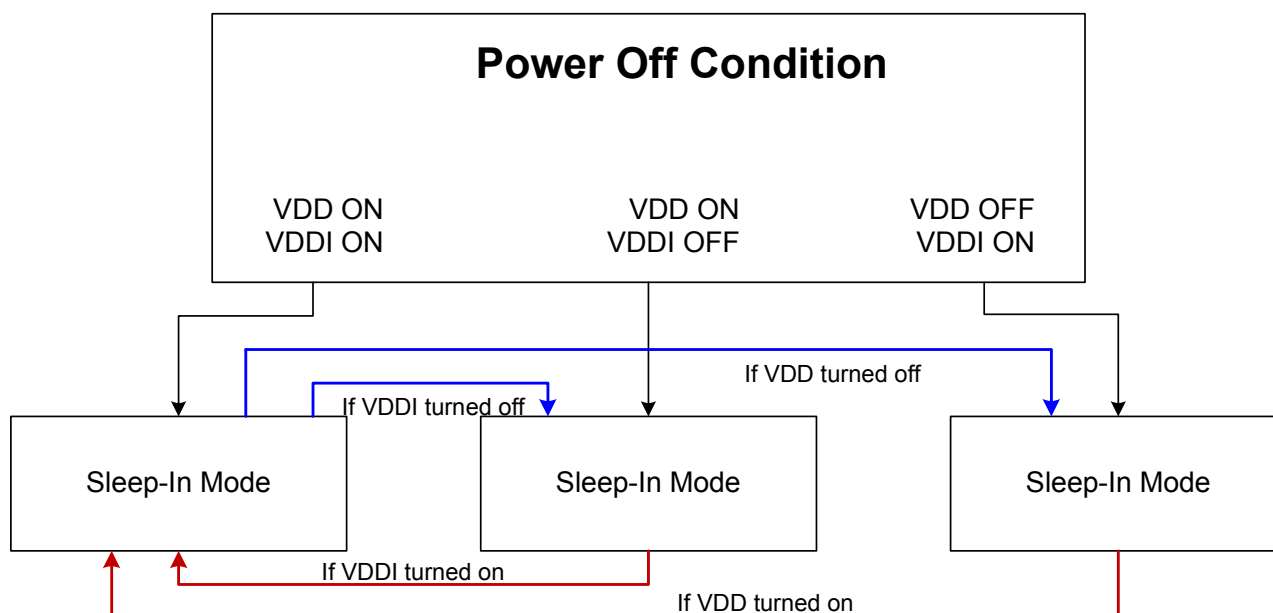 Power Off Condition
VDD ON
VDDI ON
VDD ON
VDDI OFF
VDD OFF
VDDI ON
If VDD turned off
If VDDI turned off
Sleep-In Mode
Sleep-In Mode
Sleep-In Mode
If VDDI turned on
If VDD turned on